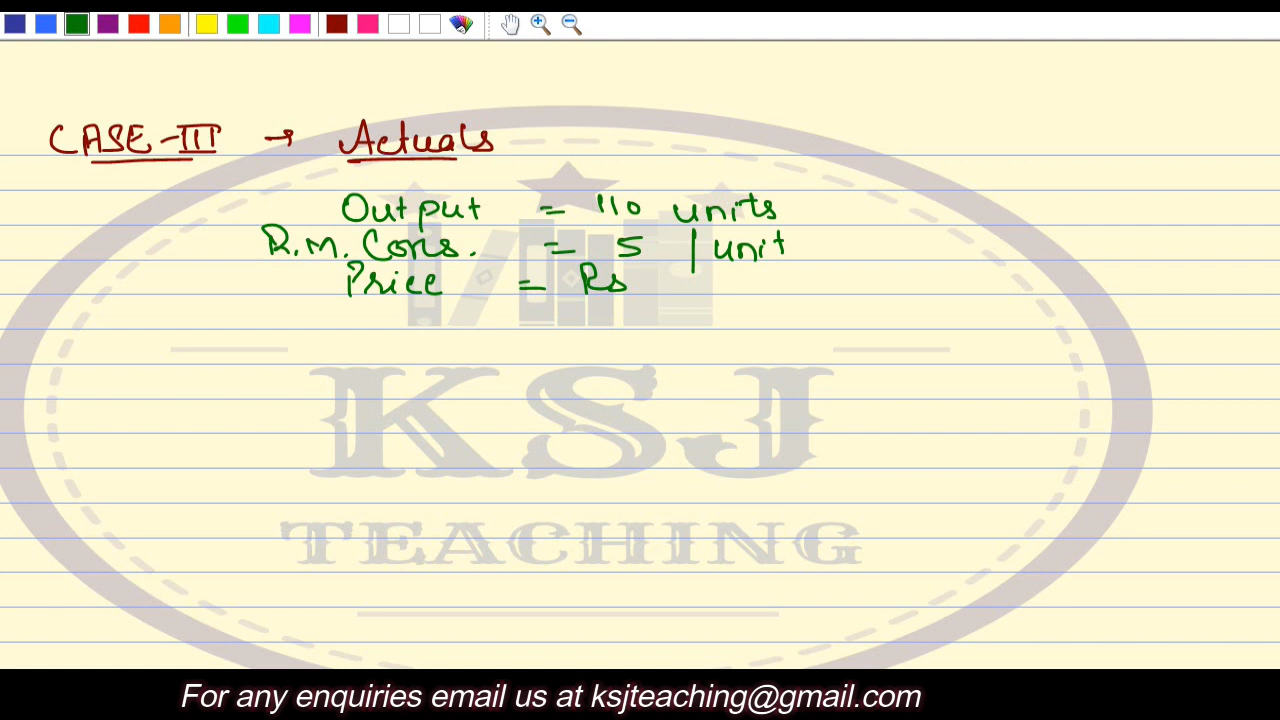 CASE-III → Actuals
Output = 110 units
R.M. Cons. = 5 | unit
Price = Rs
KSJ
TEACHING
For any enquiries email us at ksjteaching@gmail.com